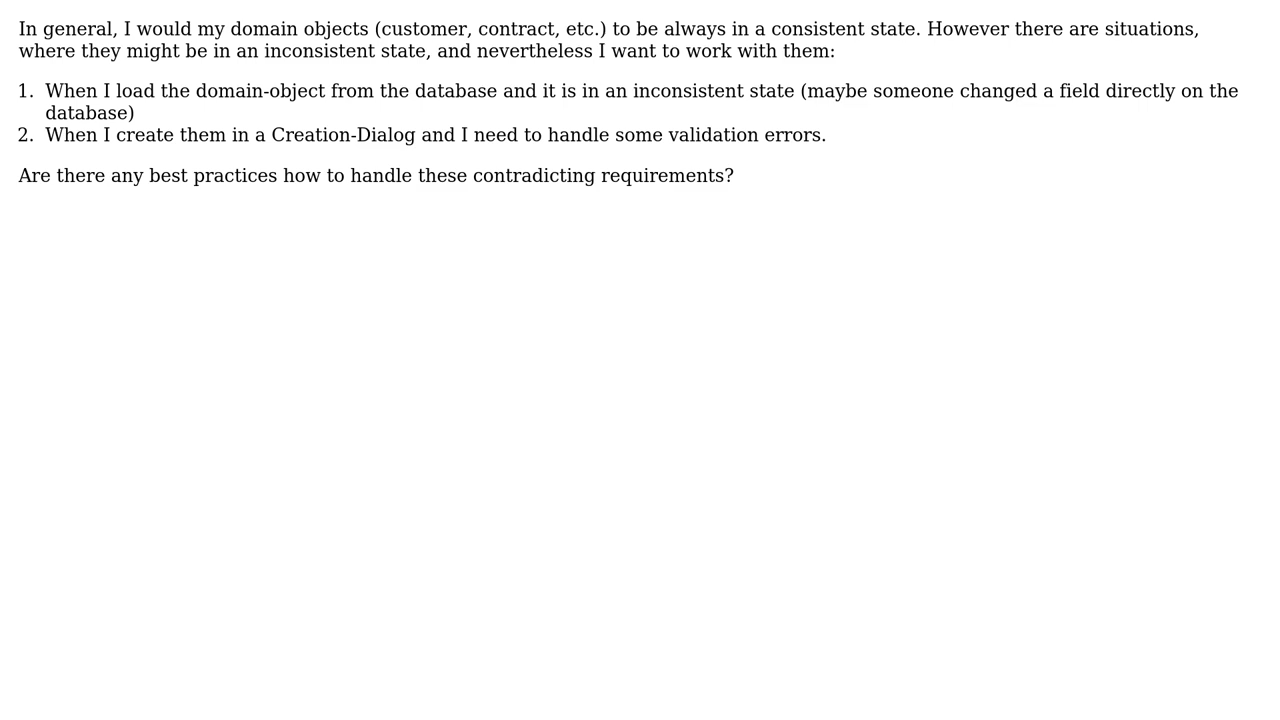 In general, I would my domain objects (customer, contract, etc.) to be always in a consistent state. However there are situations,
where they might be in an inconsistent state, and nevertheless I want to work with them:
1. When I load the domain-object from the database and it is in an inconsistent state (maybe someone changed a field directly on the
database)
2. When I create them in a Creation-Dialog and I need to handle some validation errors.
Are there any best practices how to handle these contradicting requirements?